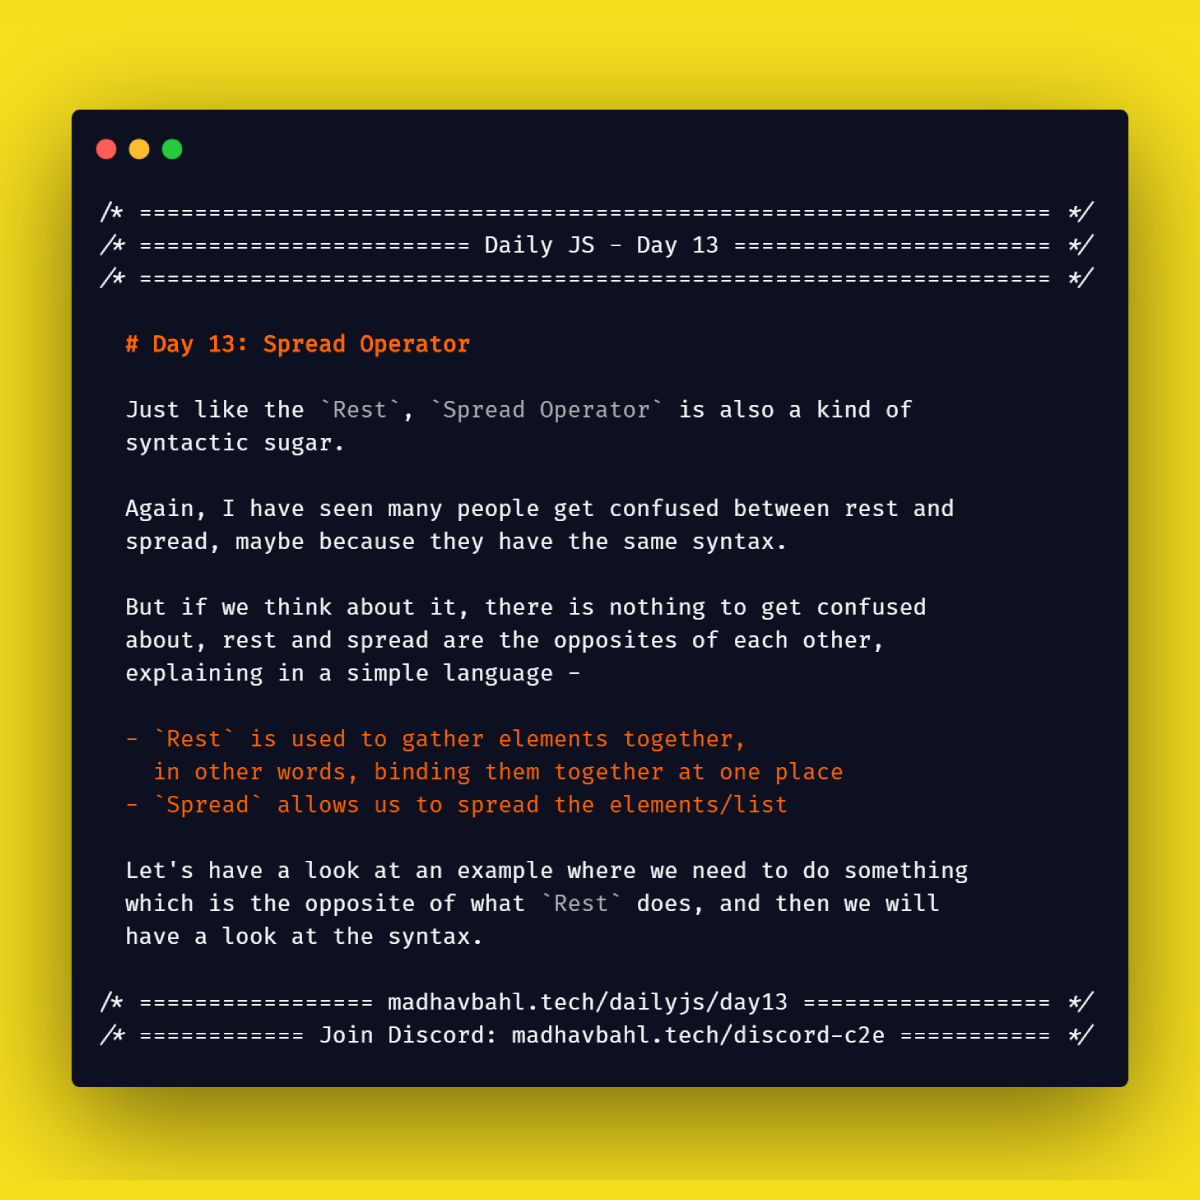 /* ================================================================== */
/* ======================== Daily JS - Day 13 ======================= */
/* ================================================================== */
# Day 13: Spread Operator
Just like the `Rest`, `Spread Operator` is also a kind of
syntactic sugar.
Again, I have seen many people get confused between rest and
spread, maybe because they have the same syntax.
But if we think about it, there is nothing to get confused
about, rest and spread are the opposites of each other,
explaining in a simple language -
- `Rest` is used to gather elements together,
in other words, binding them together at one place
- `Spread` allows us to spread the elements/list
Let's have a look at an example where we need to do something
which is the opposite of what `Rest` does, and then we will
have a look at the syntax.
/* ================= madhavbahl.tech/dailyjs/day13 ================== */
/* ============ Join Discord: madhavbahl.tech/discord-c2e =========== */